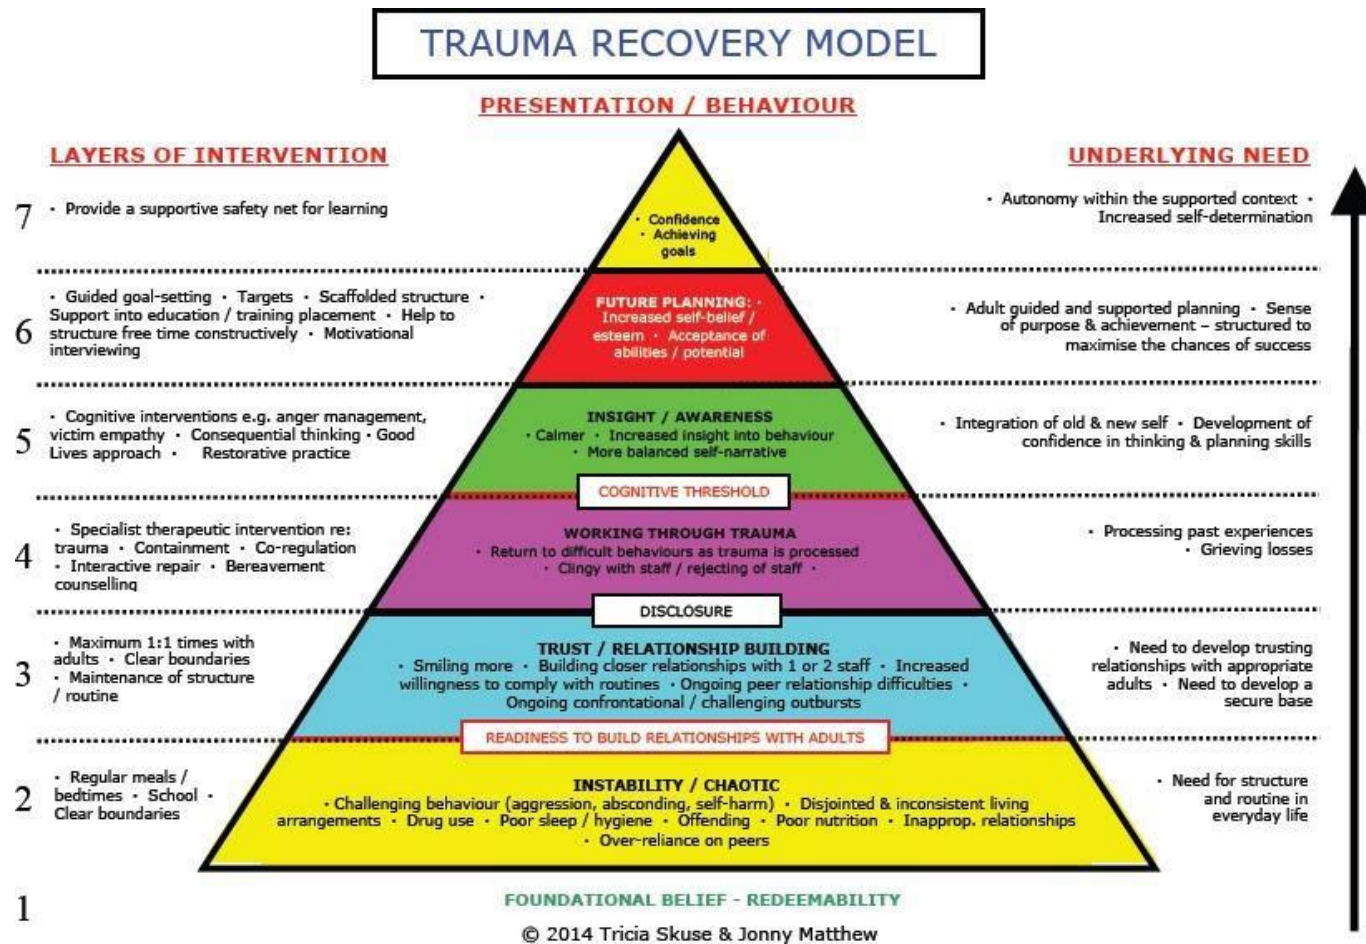 TRAUMA RECOVERY MODEL
PRESENTATION / BEHAVIOUR
LAYERS OF INTERVENTION
UNDERLYING NEED
7
· Provide a supportive safety net for learning
· Confidence
· Achieving
goals
· Autonomy within the supported context ·
Increased self-determination
6
· Guided goal-setting · Targets · Scaffolded structure ·
Support into education / training placement · Help to
structure free time constructively · Motivational
interviewing
FUTURE PLANNING: ·
Increased self-belief /
esteem · Acceptance of
abilities / potential
· Adult guided and supported planning · Sense
of purpose & achievement – structured to
maximise the chances of success
5
· Cognitive interventions e.g. anger management,
victim empathy · Consequential thinking · Good
Lives approach · Restorative practice
INSIGHT / AWARENESS
· Calmer · Increased insight into behaviour
· More balanced self-narrative
· Integration of old & new self · Development of
confidence in thinking & planning skills
COGNITIVE THRESHOLD
4
· Specialist therapeutic intervention re:
trauma · Containment · Co-regulation
· Interactive repair · Bereavement
counselling
WORKING THROUGH TRAUMA
· Return to difficult behaviours as trauma is processed
· Clingy with staff / rejecting of staff ·
· Processing past experiences
· Grieving losses
DISCLOSURE
3
· Maximum 1:1 times with
adults · Clear boundaries
· Maintenance of structure
/ routine
TRUST / RELATIONSHIP BUILDING
· Smiling more · Building closer relationships with 1 or 2 staff · Increased
willingness to comply with routines · Ongoing peer relationship difficulties ·
Ongoing confrontational / challenging outbursts
· Need to develop trusting
relationships with appropriate
adults · Need to develop a
secure base
READINESS TO BUILD RELATIONSHIPS WITH ADULTS
2
· Regular meals /
bedtimes · School ·
Clear boundaries
INSTABILITY / CHAOTIC
· Challenging behaviour (aggression, absconding, self-harm) · Disjointed & inconsistent living
arrangements · Drug use · Poor sleep / hygiene · Offending · Poor nutrition · Inapprop. relationships
· Over-reliance on peers
· Need for structure
and routine in
everyday life
1
FOUNDATIONAL BELIEF - REDEEMABILITY
© 2014 Tricia Skuse & Jonny Matthew